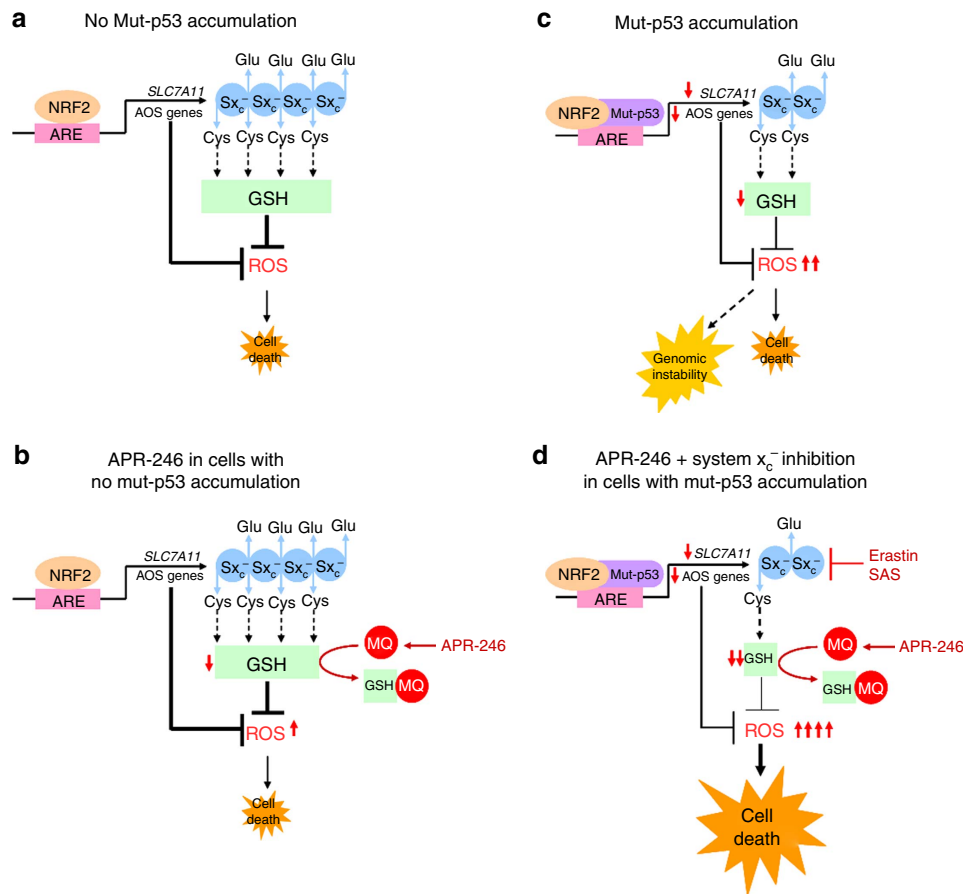 a
No Mut-p53 accumulation
Glu Glu Glu Glu
NRF2
ARE
SLC7A11
AOS genes
Sxc⁻ Sxc⁻ Sxc⁻ Sxc⁻
Cys Cys Cys Cys
GSH
ROS
Cell
death
c
Mut-p53 accumulation
Glu Glu
NRF2 Mut-p53
ARE
SLC7A11
AOS genes
Sxc⁻ Sxc⁻
Cys Cys
GSH
ROS
Genomic
instability
Cell
death
b
APR-246 in cells with
no mut-p53 accumulation
Glu Glu Glu Glu
NRF2
ARE
SLC7A11
AOS genes
Sxc⁻ Sxc⁻ Sxc⁻ Sxc⁻
Cys Cys Cys Cys
GSH
MQ
APR-246
GSH MQ
ROS
Cell
death
d
APR-246 + system xc⁻ inhibition
in cells with mut-p53 accumulation
Glu
NRF2 Mut-p53
ARE
SLC7A11
AOS genes
Sxc⁻ Sxc⁻
Erastin
SAS
Cys
GSH
MQ
APR-246
GSH MQ
ROS
Cell
death